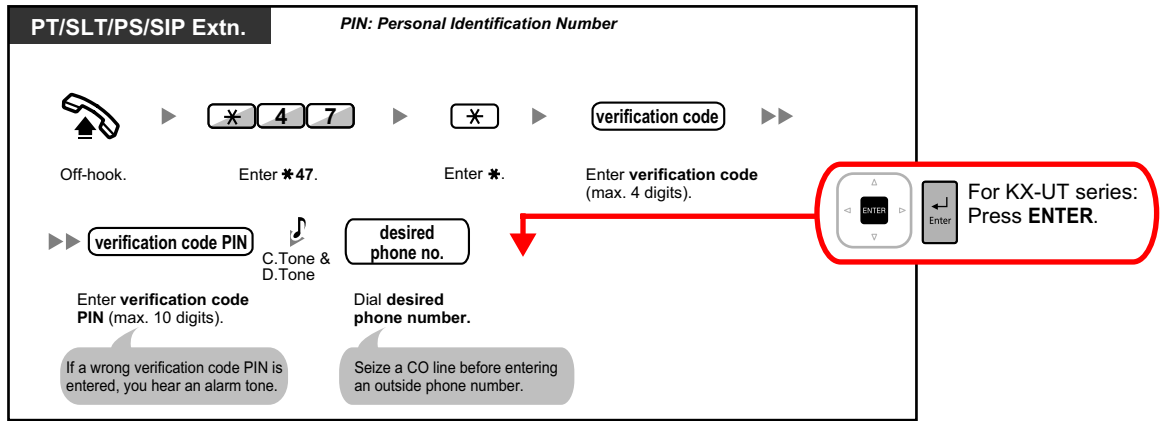 PT/SLT/PS/SIP Extn.
PIN: Personal Identification Number
✱ 4 7
✱
verification code
Off-hook.
Enter ✱47.
Enter ✱.
Enter verification code
(max. 4 digits).
ENTER
Enter
For KX-UT series:
Press ENTER.
verification code PIN
C.Tone &
D.Tone
desired
phone no.
Enter verification code
PIN (max. 10 digits).
Dial desired
phone number.
If a wrong verification code PIN is
entered, you hear an alarm tone.
Seize a CO line before entering
an outside phone number.